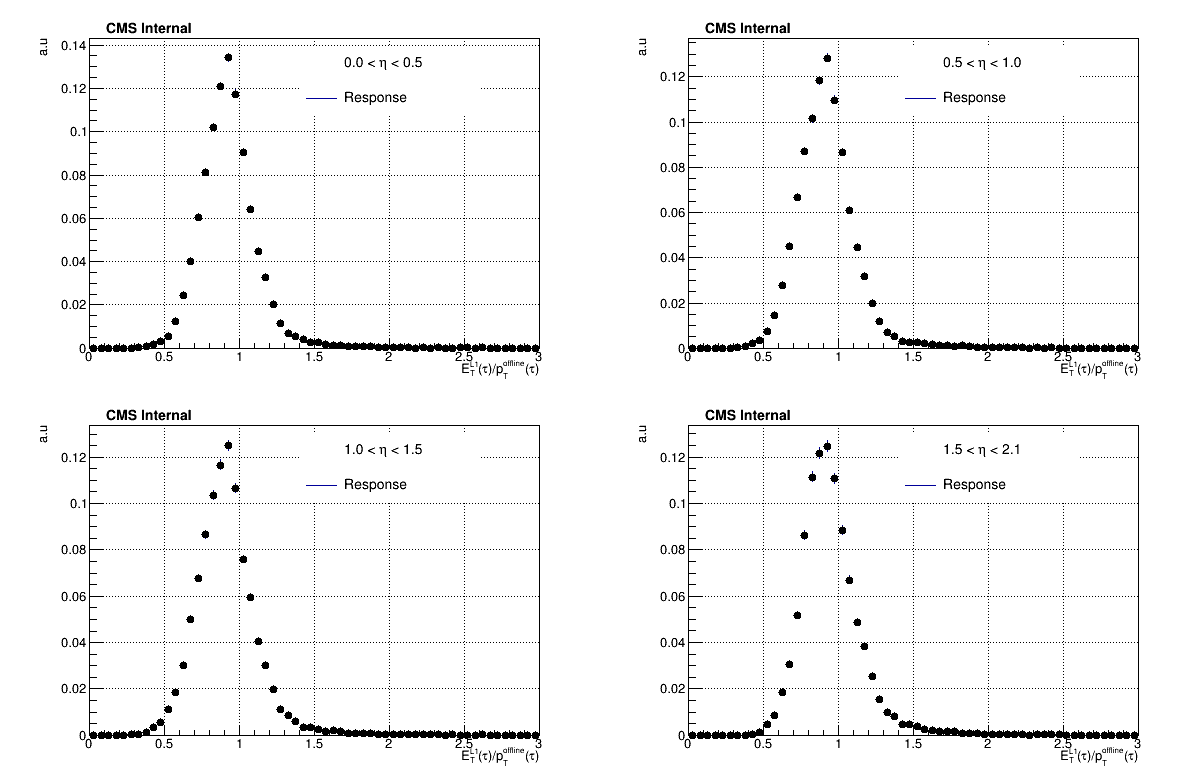 CMS Internal
a.u
0.0 < η < 0.5
Response
0.14
0.12
0.1
0.08
0.06
0.04
0.02
0
0 0.5 1 1.5 2 2.5 3
E_T^L1(τ)/p_T^offline(τ)
CMS Internal
a.u
0.5 < η < 1.0
Response
0.12
0.1
0.08
0.06
0.04
0.02
0
0 0.5 1 1.5 2 2.5 3
E_T^L1(τ)/p_T^offline(τ)
CMS Internal
a.u
1.0 < η < 1.5
Response
0.12
0.1
0.08
0.06
0.04
0.02
0
0 0.5 1 1.5 2 2.5 3
E_T^L1(τ)/p_T^offline(τ)
CMS Internal
a.u
1.5 < η < 2.1
Response
0.12
0.1
0.08
0.06
0.04
0.02
0
0 0.5 1 1.5 2 2.5 3
E_T^L1(τ)/p_T^offline(τ)